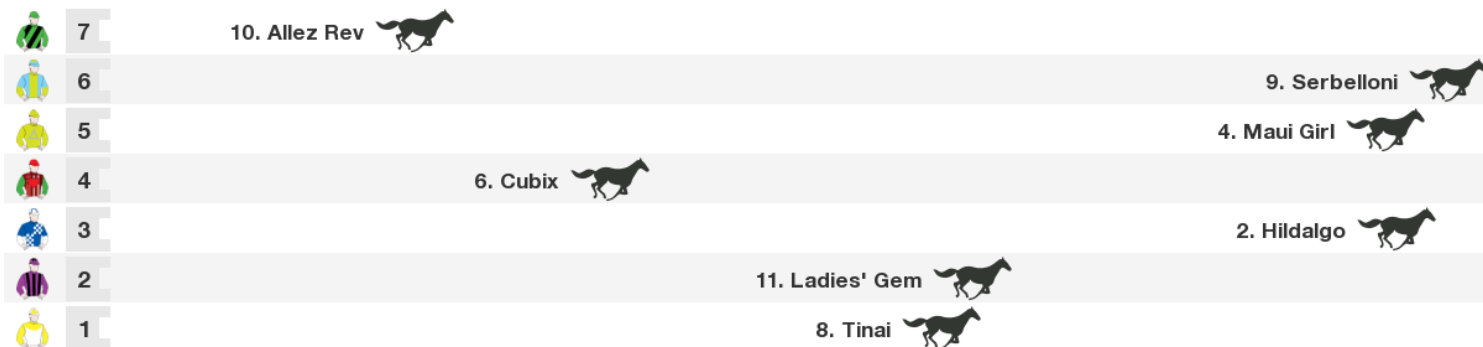 7 10. Allez Rev
6 9. Serbelloni
5 4. Maui Girl
4 6. Cubix
3 2. Hildalgo
2 11. Ladies' Gem
1 8. Tinai